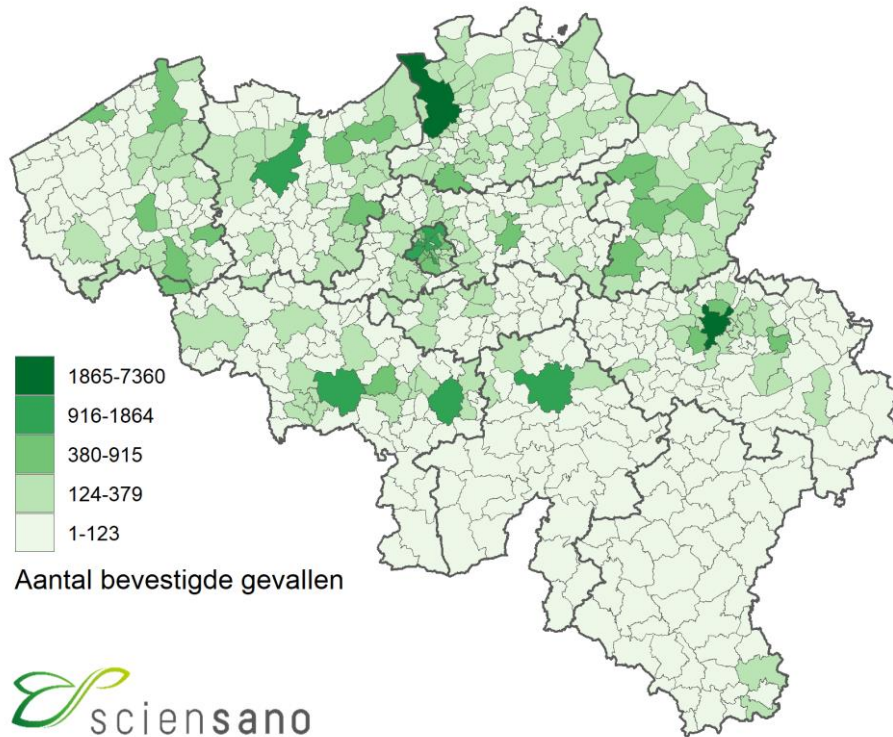 1865-7360
916-1864
380-915
124-379
1-123
Aantal bevestigde gevallen
sciensano